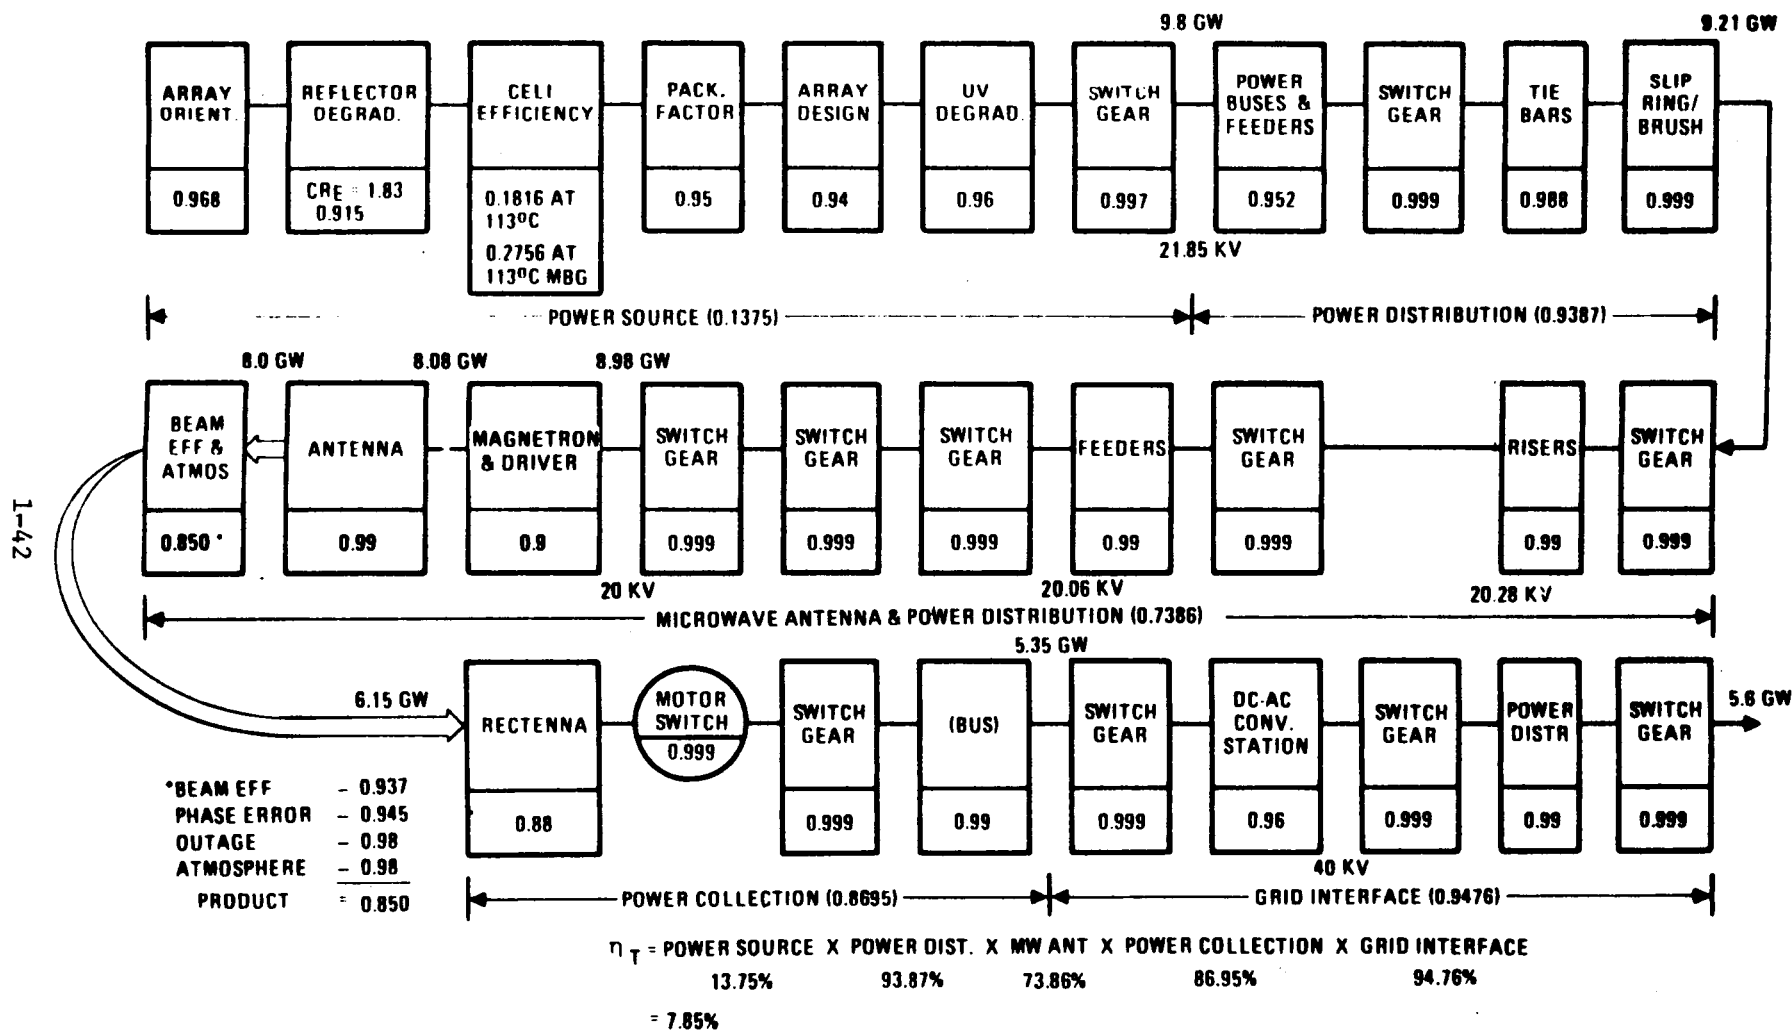 9.8 GW
9.21 GW
ARRAY
ORIENT.
0.968
REFLECTOR
DEGRAD.
CRE = 1.83
0.915
CELL
EFFICIENCY
0.1816 AT
113ºC
0.2756 AT
113ºC MBG
PACK.
FACTOR
0.95
ARRAY
DESIGN
0.94
UV
DEGRAD.
0.96
SWITCH
GEAR
0.997
POWER
BUSES &
FEEDERS
0.952
SWITCH
GEAR
0.999
TIE
BARS
0.988
SLIP
RING/
BRUSH
0.999
21.85 KV
POWER SOURCE (0.1375)
POWER DISTRIBUTION (0.9387)
8.0 GW
8.08 GW
8.98 GW
BEAM
EFF &
ATMOS
0.850 *
ANTENNA
0.99
MAGNETRON
& DRIVER
0.9
SWITCH
GEAR
0.999
SWITCH
GEAR
0.999
SWITCH
GEAR
0.999
FEEDERS
0.99
SWITCH
GEAR
0.999
RISERS
0.99
SWITCH
GEAR
0.999
20 KV
20.06 KV
20.28 KV
MICROWAVE ANTENNA & POWER DISTRIBUTION (0.7386)
1-42
5.35 GW
6.15 GW
RECTENNA
0.88
MOTOR
SWITCH
0.999
SWITCH
GEAR
0.999
(BUS)
0.99
SWITCH
GEAR
0.999
DC-AC
CONV.
STATION
0.96
SWITCH
GEAR
0.999
POWER
DISTR
0.99
SWITCH
GEAR
0.999
5.6 GW
40 KV
*BEAM EFF – 0.937
PHASE ERROR – 0.945
OUTAGE – 0.98
ATMOSPHERE – 0.98
PRODUCT = 0.850
POWER COLLECTION (0.8695)
GRID INTERFACE (0.9476)
η T = POWER SOURCE X POWER DIST. X MW ANT X POWER COLLECTION X GRID INTERFACE
13.75% 93.87% 73.86% 86.95% 94.76%
= 7.85%